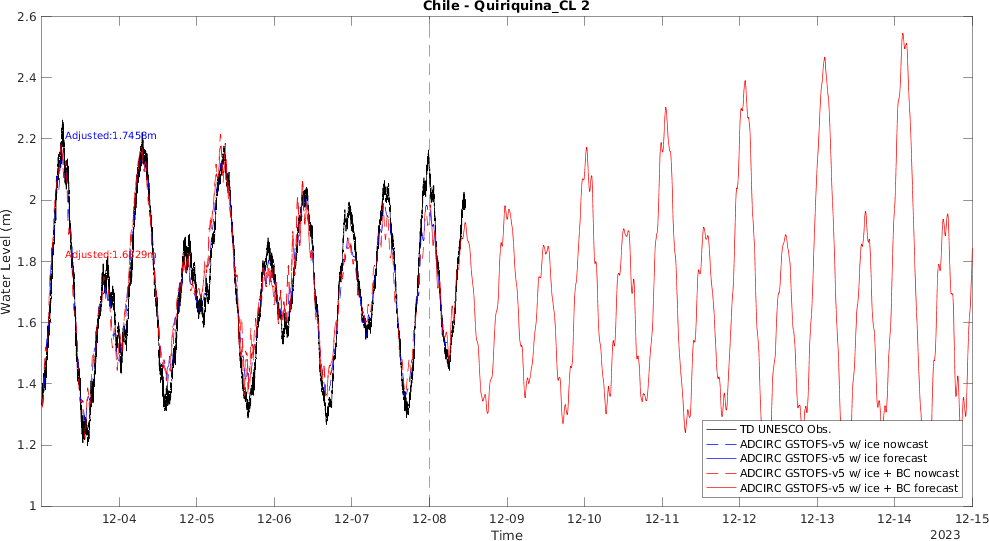 Chile - Quiriquina_CL 2
2.6
2.4
2.2
2
1.8
1.6
1.4
1.2
1
Water Level (m)
Adjusted:1.7458m
TD UNESCO Obs.
ADCIRC GSTOFS-v5 w/ ice nowcast
ADCIRC GSTOFS-v5 w/ ice forecast
ADCIRC GSTOFS-v5 w/ ice + BC nowcast
ADCIRC GSTOFS-v5 w/ ice + BC forecast
12-04 12-05 12-06 12-07 12-08 12-09 12-10 12-11 12-12 12-13 12-14 12-15
Time
2023